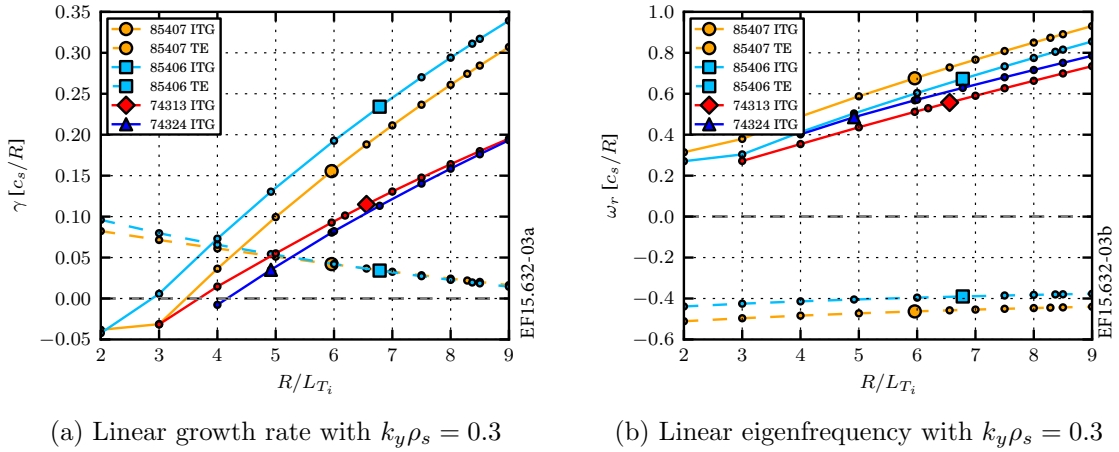 0.35
0.30
0.25
0.20
0.15
0.10
0.05
0.00
−0.05
γ [c_s/R]
85407 ITG
85407 TE
85406 ITG
85406 TE
74313 ITG
74324 ITG
2 3 4 5 6 7 8 9
R/L_{T_i}
EF15.632-03a
(a) Linear growth rate with k_yρ_s = 0.3
1.0
0.8
0.6
0.4
0.2
0.0
−0.2
−0.4
−0.6
ω_r [c_s/R]
85407 ITG
85407 TE
85406 ITG
85406 TE
74313 ITG
74324 ITG
2 3 4 5 6 7 8 9
R/L_{T_i}
EF15.632-03b
(b) Linear eigenfrequency with k_yρ_s = 0.3